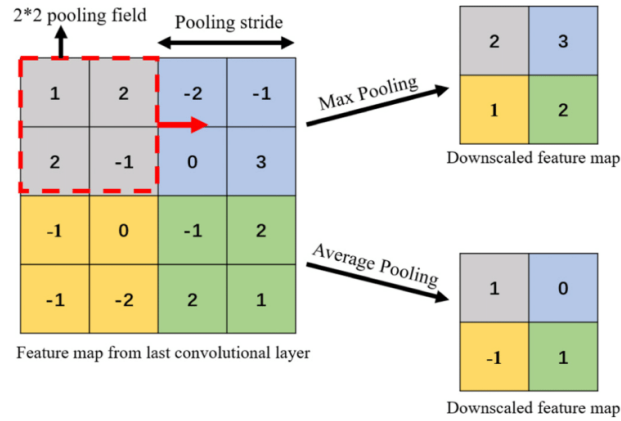 2*2 pooling field
Pooling stride
1 2 -2 -1
2 -1 0 3
-1 0 -1 2
-1 -2 2 1
Feature map from last convolutional layer
Max Pooling
2 3
1 2
Downscaled feature map
Average Pooling
1 0
-1 1
Downscaled feature map